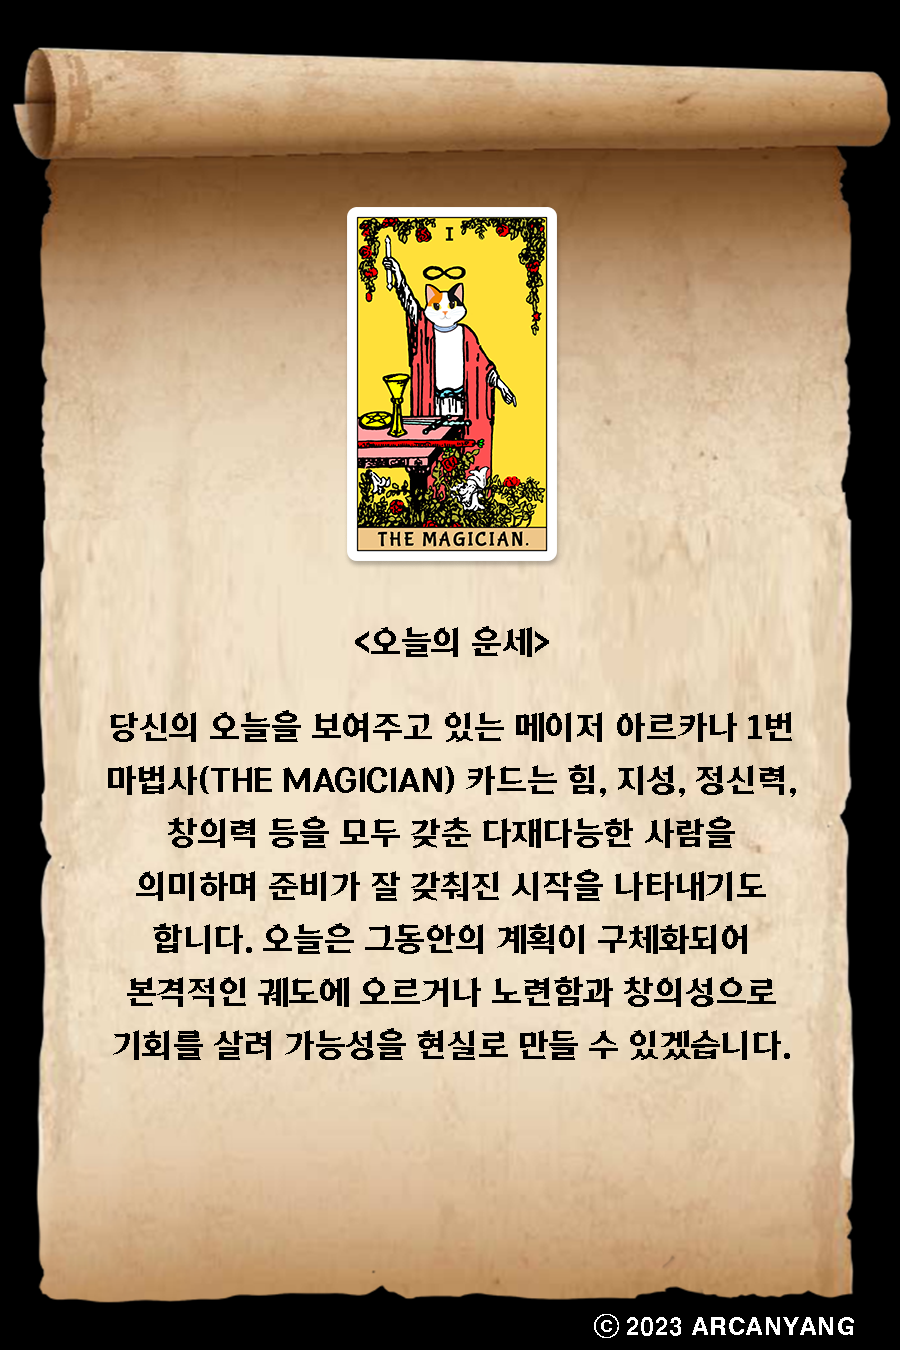 I
THE MAGICIAN.
<오늘의 운세>
당신의 오늘을 보여주고 있는 메이저 아르카나 1번
마법사(THE MAGICIAN) 카드는 힘, 지성, 정신력,
창의력 등을 모두 갖춘 다재다능한 사람을
의미하며 준비가 잘 갖춰진 시작을 나타내기도
합니다. 오늘은 그동안의 계획이 구체화되어
본격적인 궤도에 오르거나 노련함과 창의성으로
기회를 살려 가능성을 현실로 만들 수 있겠습니다.
ⓒ 2023 ARCANYANG